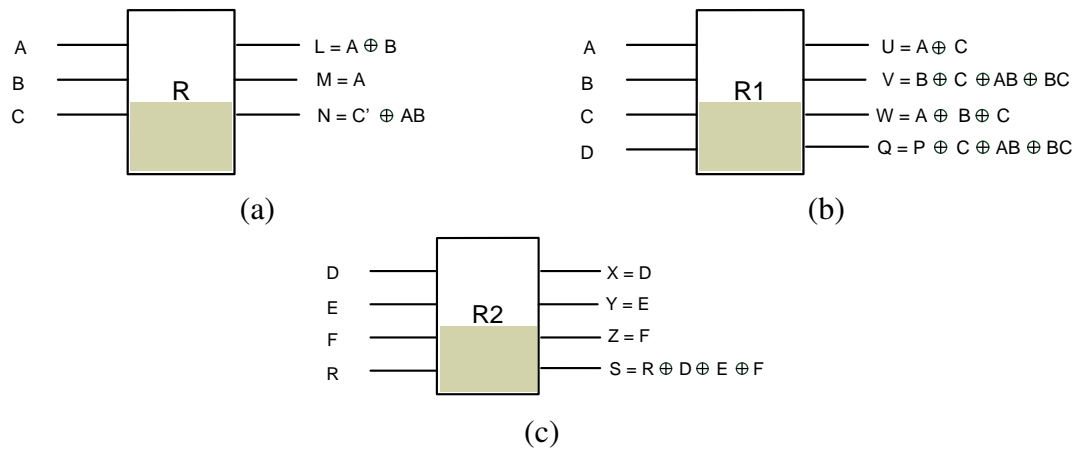 A
B
C
R
L = A ⊕ B
M = A
N = C' ⊕ AB
(a)
A
B
C
D
R1
U = A ⊕ C
V = B ⊕ C ⊕ AB ⊕ BC
W = A ⊕ B ⊕ C
Q = P ⊕ C ⊕ AB ⊕ BC
(b)
D
E
F
R
R2
X = D
Y = E
Z = F
S = R ⊕ D ⊕ E ⊕ F
(c)